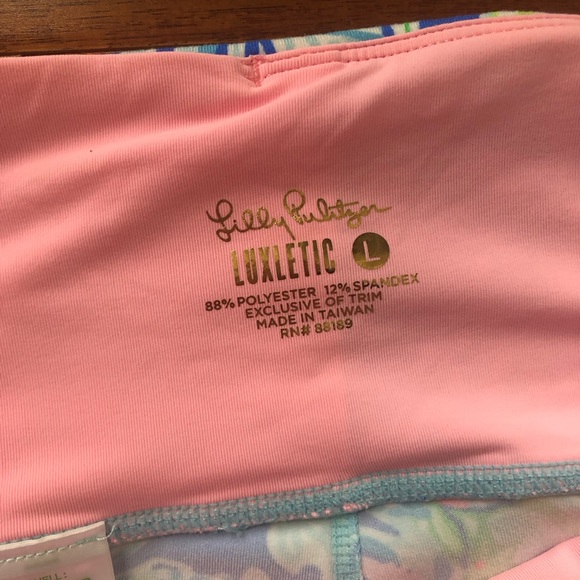 Lilly Pulitzer
LUXLETIC L
88% POLYESTER 12% SPANDEX
EXCLUSIVE OF TRIM
MADE IN TAIWAN
RN# 88189